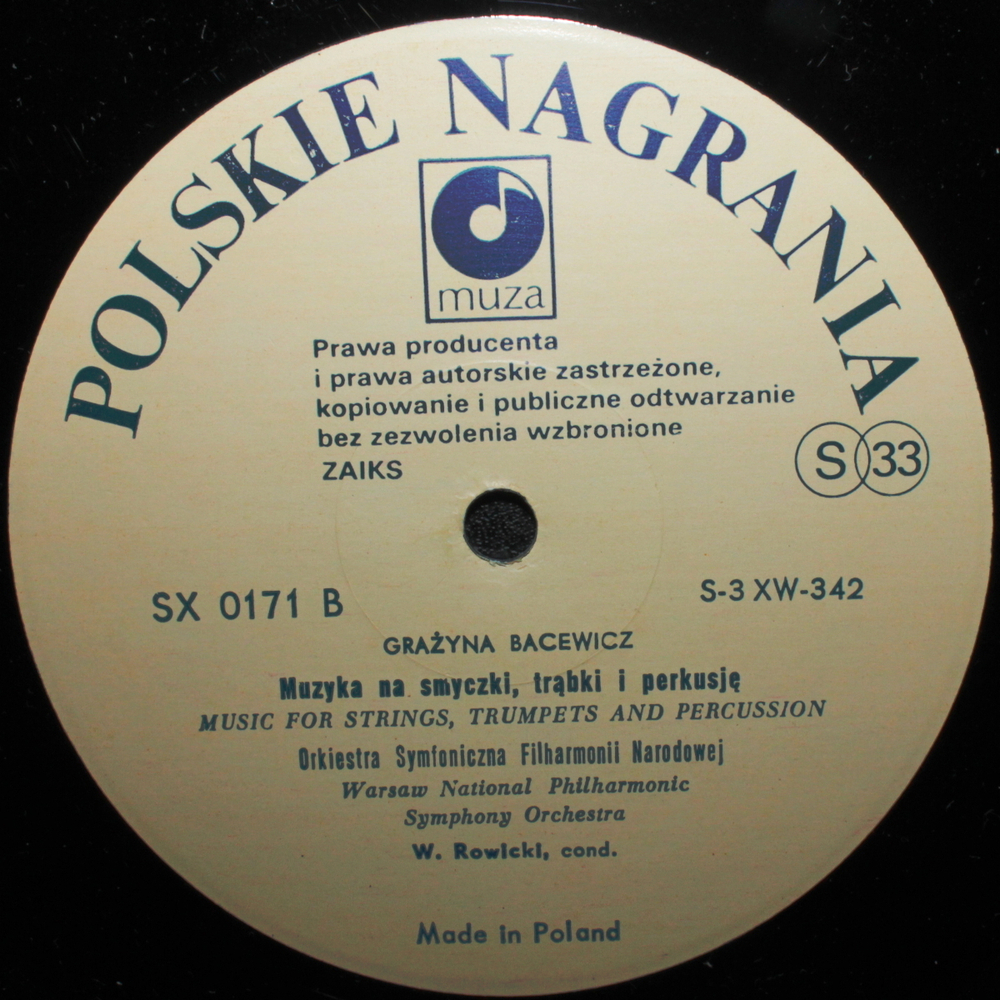 POLSKIE NAGRANIA
muza
Prawa producenta
i prawa autorskie zastrzeżone,
kopiowanie i publiczne odtwarzanie
bez zezwolenia wzbronione
ZAIKS
S 33
SX 0171 B
S-3 XW-342
GRAŻYNA BACEWICZ
Muzyka na smyczki, trąbki i perkusję
MUSIC FOR STRINGS, TRUMPETS AND PERCUSSION
Orkiestra Symfoniczna Filharmonii Narodowej
Warsaw National Philharmonic
Symphony Orchestra
W. Rowicki, cond.
Made in Poland